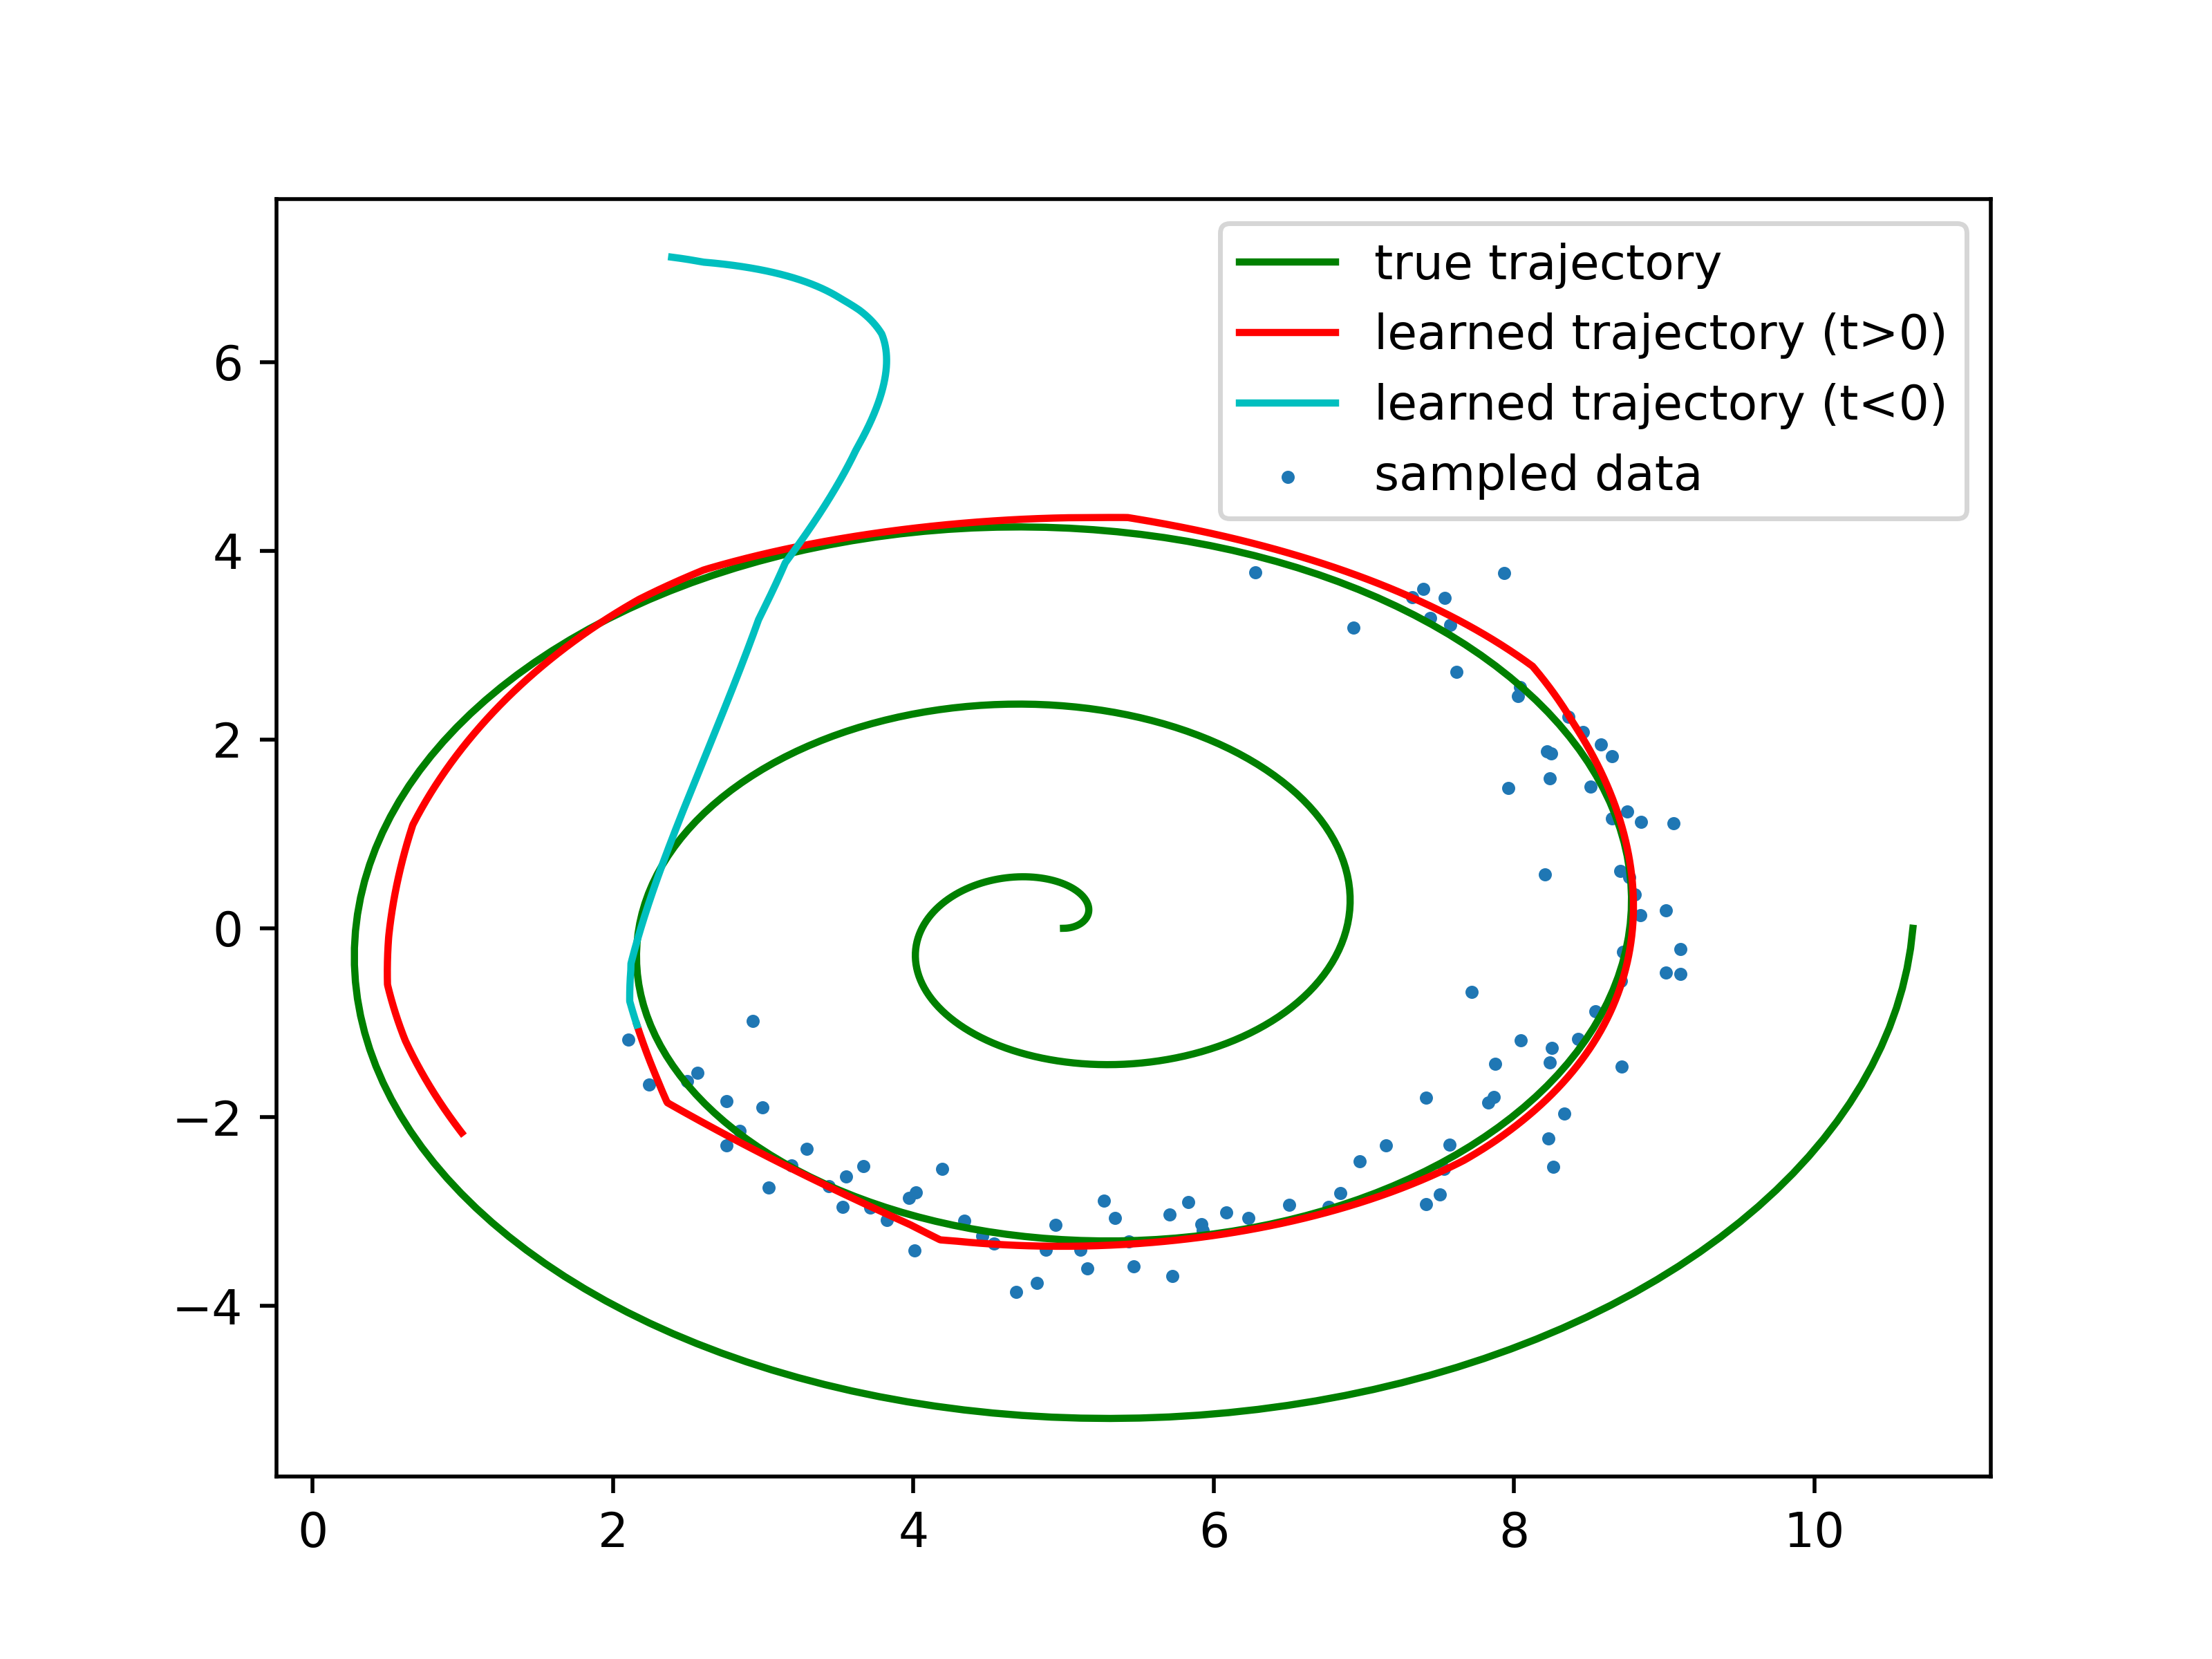 true trajectory
learned trajectory (t>0)
learned trajectory (t<0)
sampled data
6
4
2
0
−2
−4
0 2 4 6 8 10